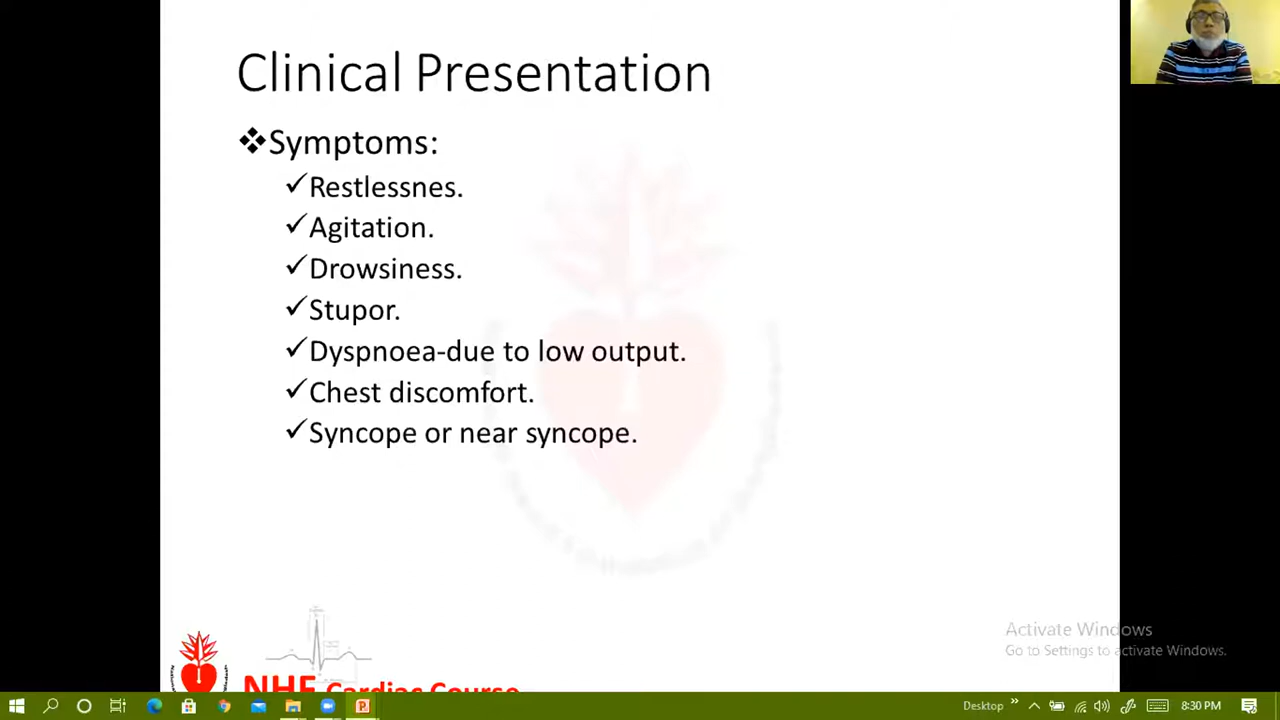 Clinical Presentation
❖Symptoms:
✓Restlessnes.
✓Agitation.
✓Drowsiness.
✓Stupor.
✓Dyspnoea-due to low output.
✓Chest discomfort.
✓Syncope or near syncope.
Activate Windows
Go to Settings to activate Windows.
NHF Cardiac Course
Desktop
8:30 PM